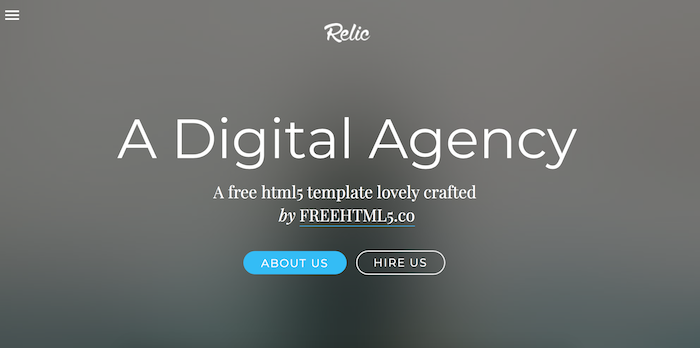 Relic
A Digital Agency
A free html5 template lovely crafted
by FREEHTML5.co
ABOUT US
HIRE US